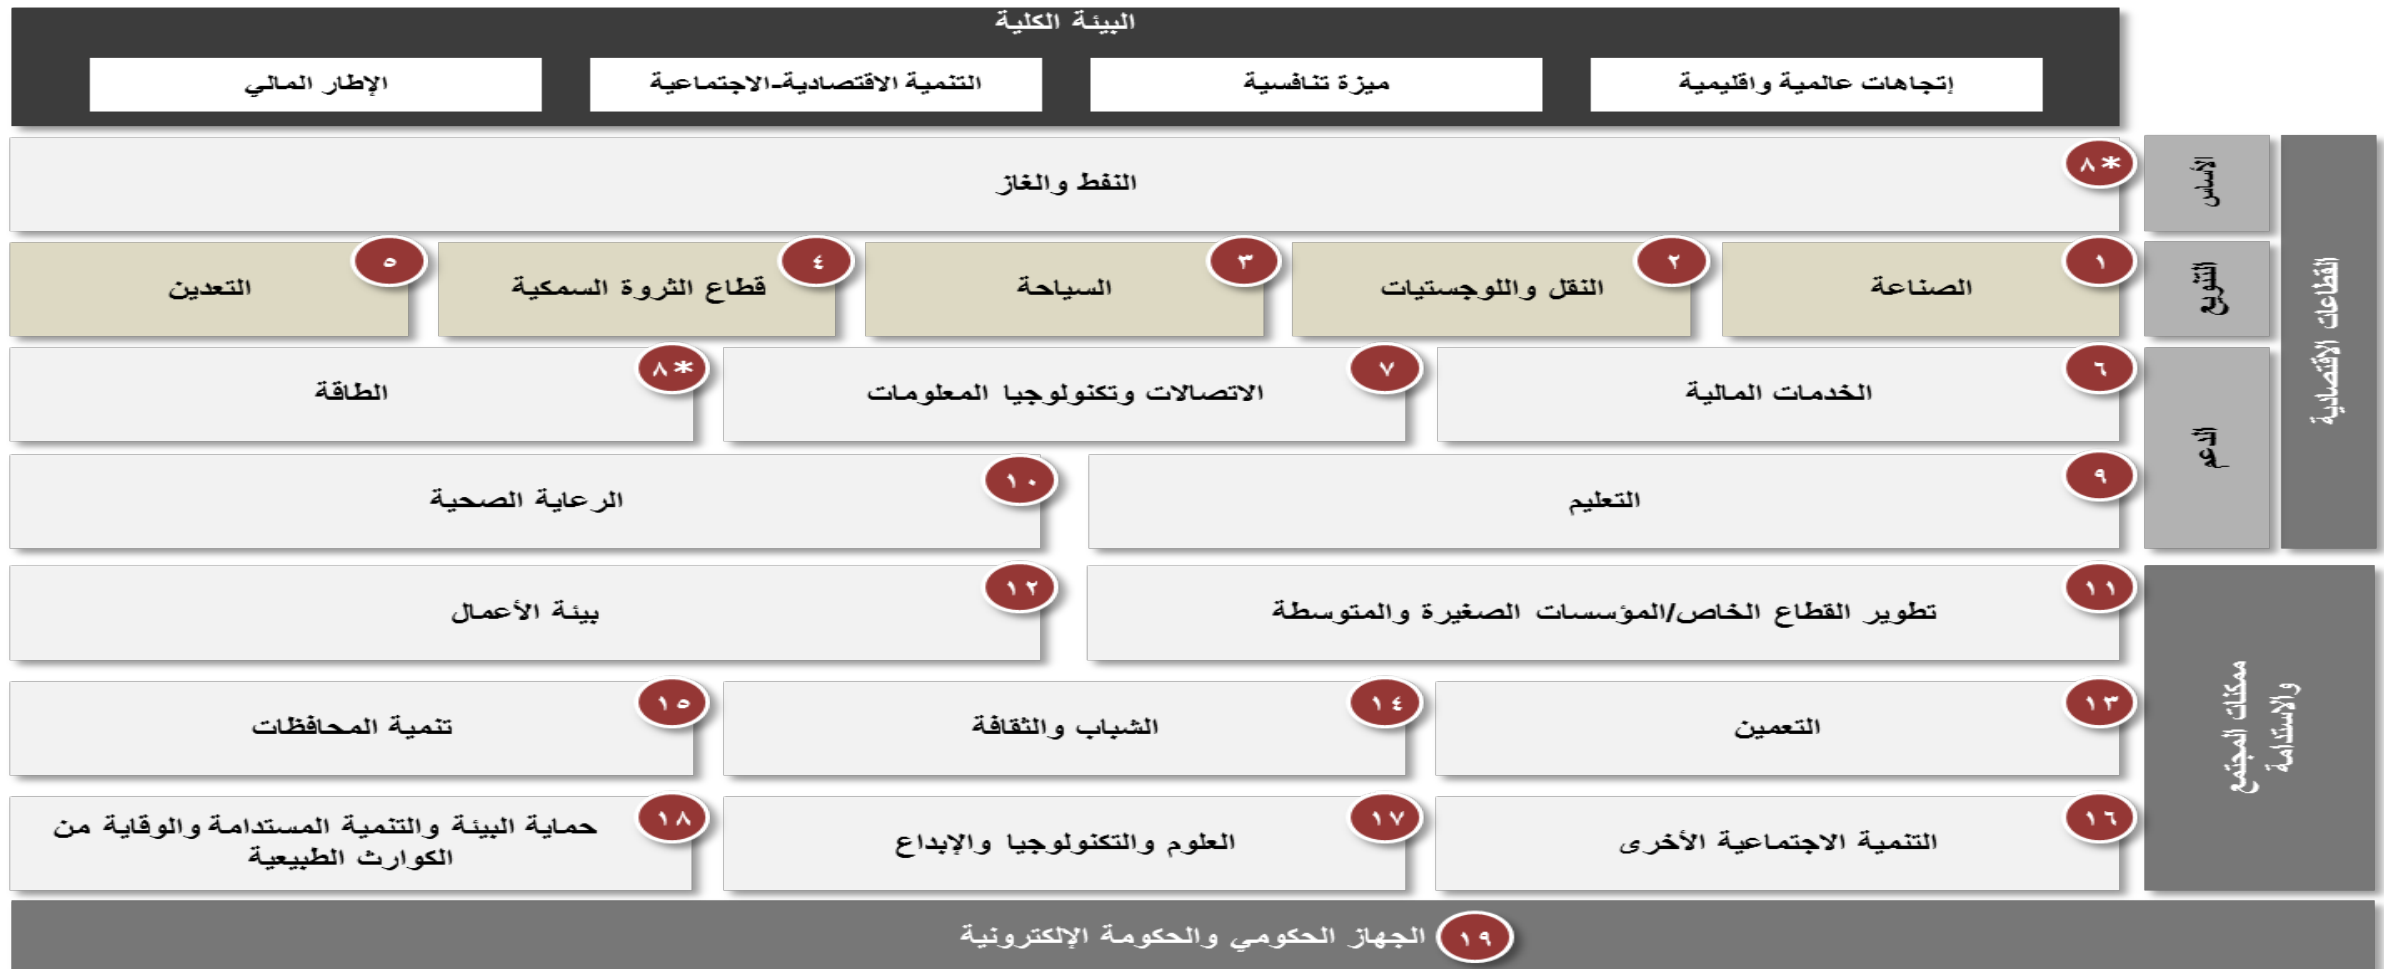 البيئة الكلية
إتجاهات عالمية واقليمية
ميزة تنافسية
التنمية الاقتصادية-الاجتماعية
الإطار المالي
القطاعات الاقتصادية
الأساس
*٨
النفط والغاز
التنويع
١
الصناعة
٢
النقل واللوجستيات
٣
السياحة
٤
قطاع الثروة السمكية
٥
التعدين
الدعم
٦
الخدمات المالية
٧
الاتصالات وتكنولوجيا المعلومات
*٨
الطاقة
٩
التعليم
١٠
الرعاية الصحية
ممكنات المجتمع
والاستدامة
١١
تطوير القطاع الخاص/المؤسسات الصغيرة والمتوسطة
١٢
بيئة الأعمال
١٣
التعمين
١٤
الشباب والثقافة
١٥
تنمية المحافظات
١٦
التنمية الاجتماعية الأخرى
١٧
العلوم والتكنولوجيا والإبداع
١٨
حماية البيئة والتنمية المستدامة والوقاية من
الكوارث الطبيعية
١٩
الجهاز الحكومي والحكومة الإلكترونية